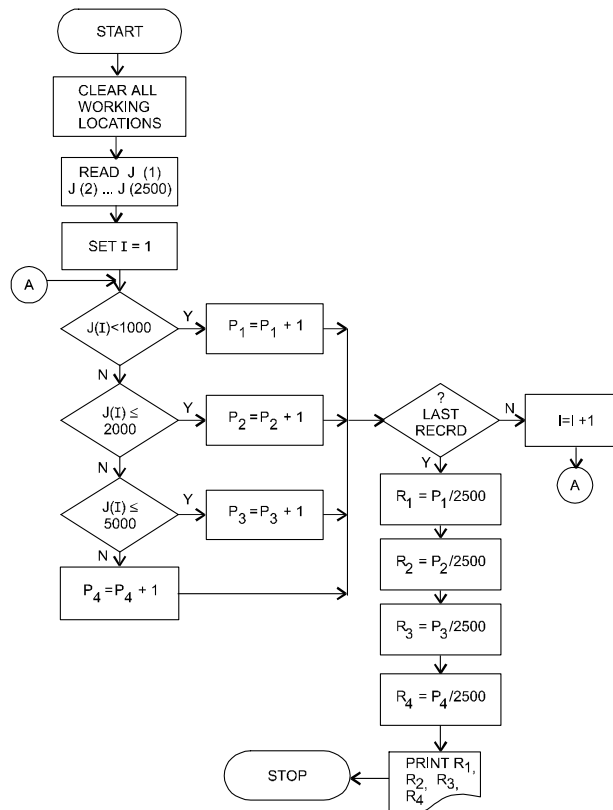 START
CLEAR ALL
WORKING
LOCATIONS
READ J (1)
J (2) ... J (2500)
SET I = 1
A
J(I)<1000
Y
P1 = P1 + 1
N
J(I) ≤
2000
Y
P2 = P2 + 1
N
J(I) ≤
5000
Y
P3 = P3 + 1
N
P4 = P4 + 1
?
LAST
RECRD
N
I=I +1
A
Y
R1 = P1/2500
R2 = P2/2500
R3 = P3/2500
R4 = P4/2500
PRINT R1,
R2, R3,
R4
STOP